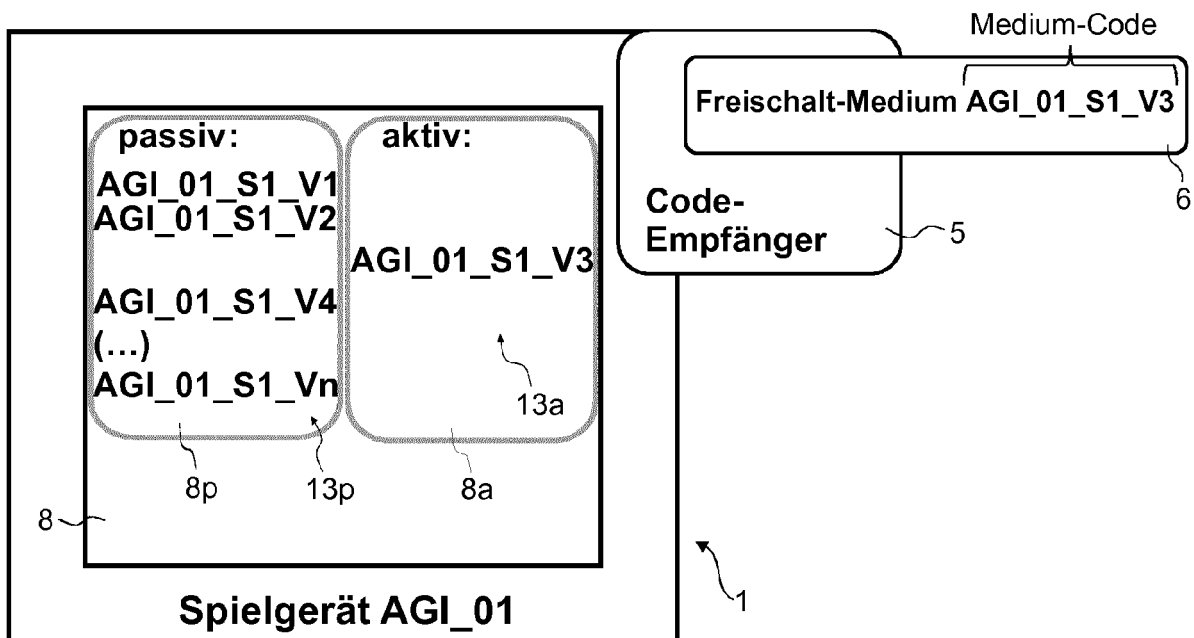 Medium-Code
Freischalt-Medium AGI_01_S1_V3
6
Code-
Empfänger
5
passiv:
AGI_01_S1_V1
AGI_01_S1_V2
AGI_01_S1_V4
(...)
AGI_01_S1_Vn
aktiv:
AGI_01_S1_V3
13a
8p
13p
8a
8
1
Spielgerät AGI_01